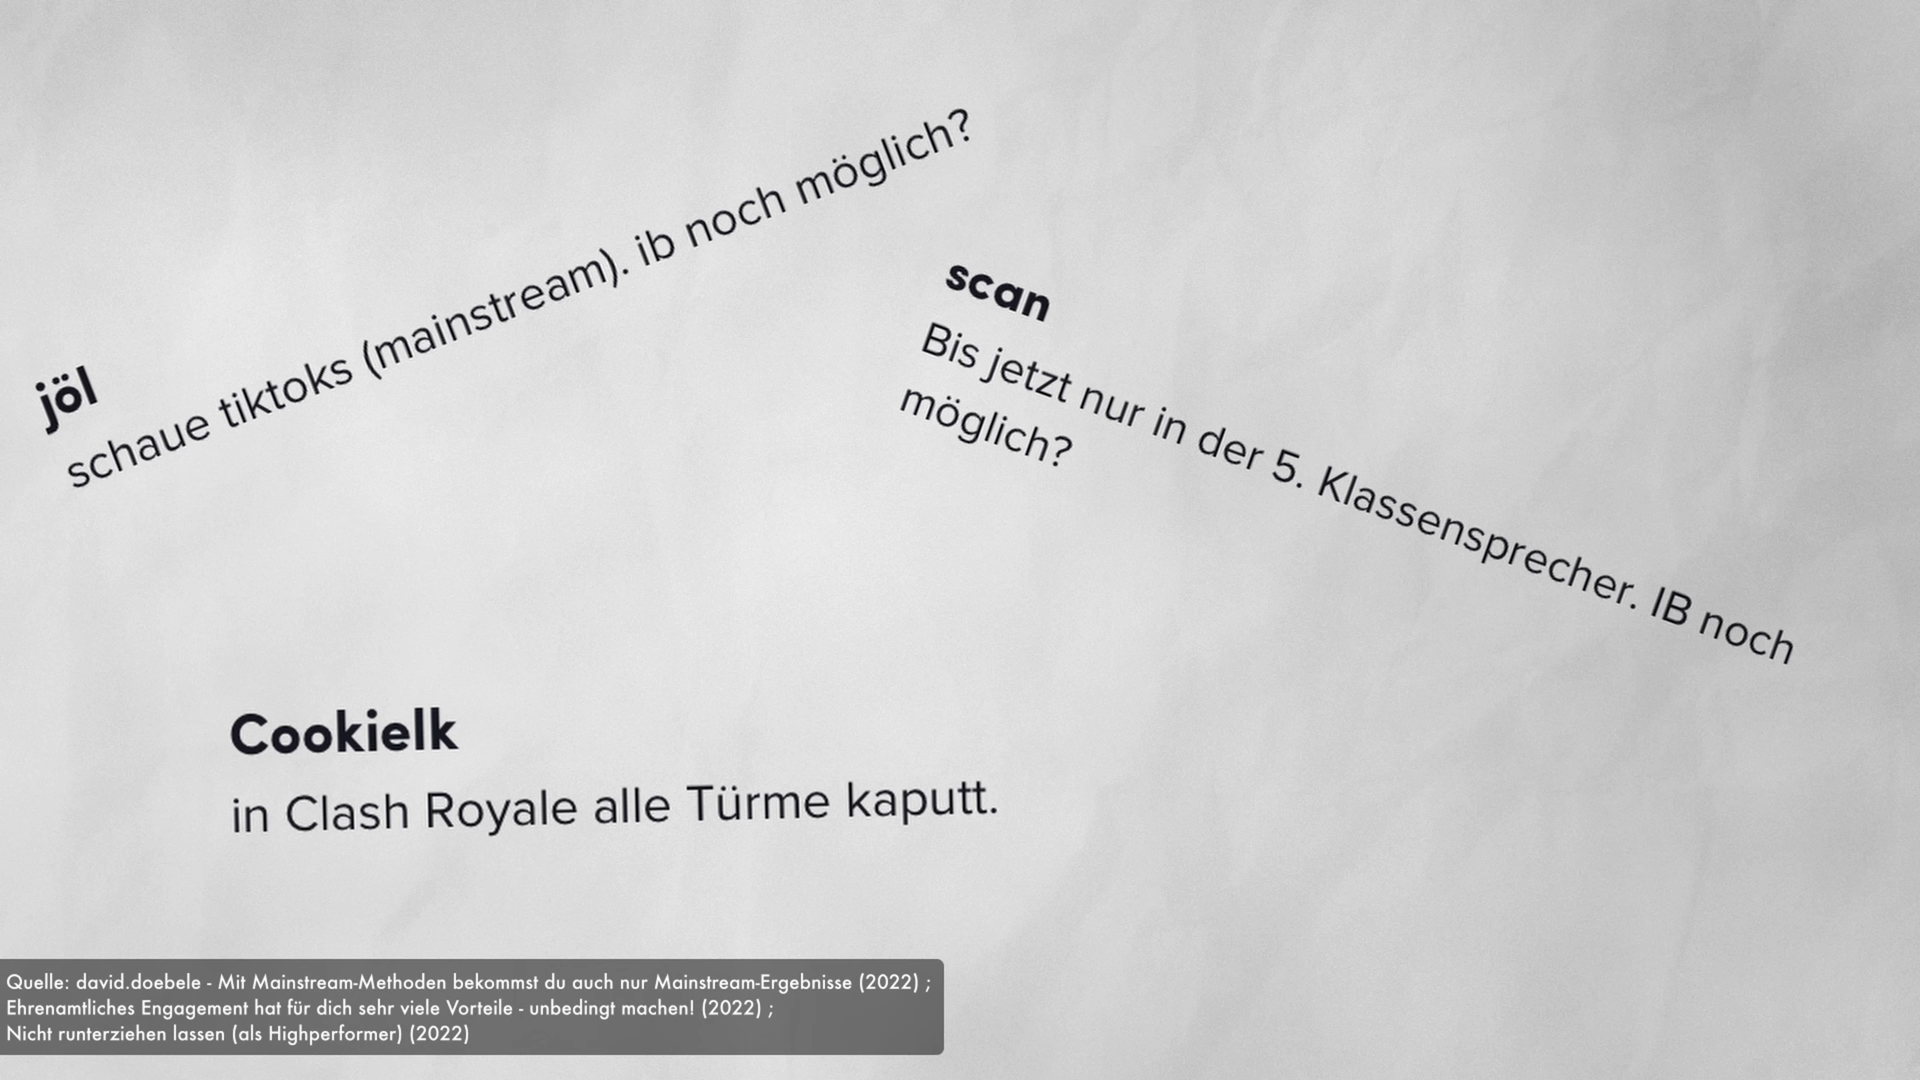 jöl
schaue tiktoks (mainstream). ib noch möglich?
scan
Bis jetzt nur in der 5. Klassensprecher. IB noch
möglich?
Cookielk
in Clash Royale alle Türme kaputt.
Quelle: david.doebele - Mit Mainstream-Methoden bekommst du auch nur Mainstream-Ergebnisse (2022) ;
Ehrenamtliches Engagement hat für dich sehr viele Vorteile - unbedingt machen! (2022) ;
Nicht runterziehen lassen (als Highperformer) (2022)